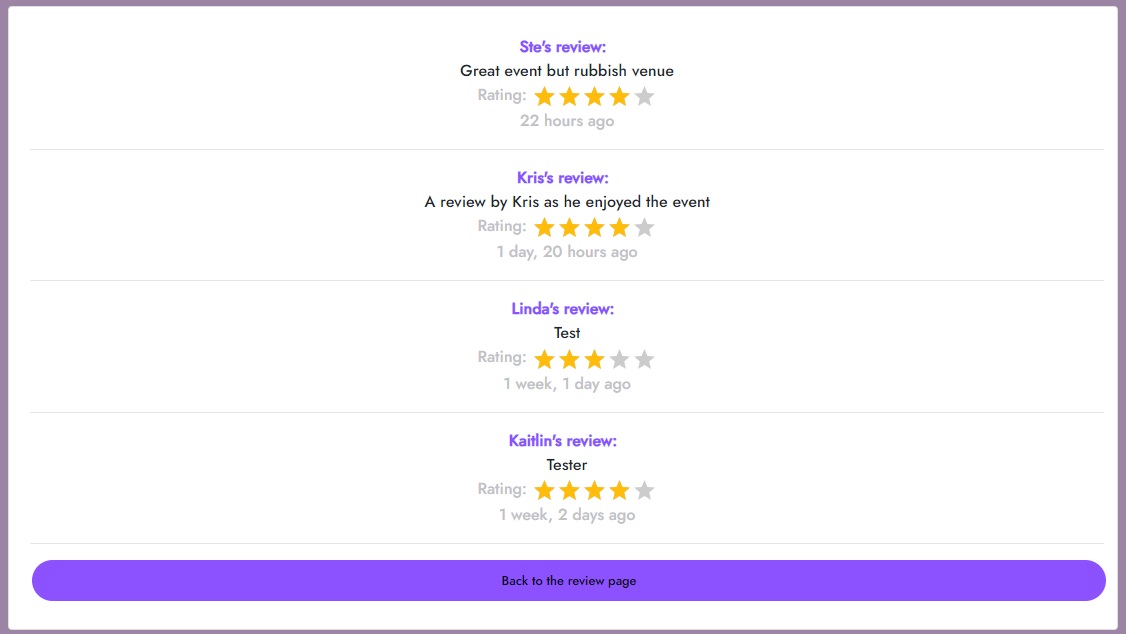 Ste's review:
Great event but rubbish venue
Rating:
22 hours ago
Kris's review:
A review by Kris as he enjoyed the event
Rating:
1 day, 20 hours ago
Linda's review:
Test
Rating:
1 week, 1 day ago
Kaitlin's review:
Tester
Rating:
1 week, 2 days ago
Back to the review page